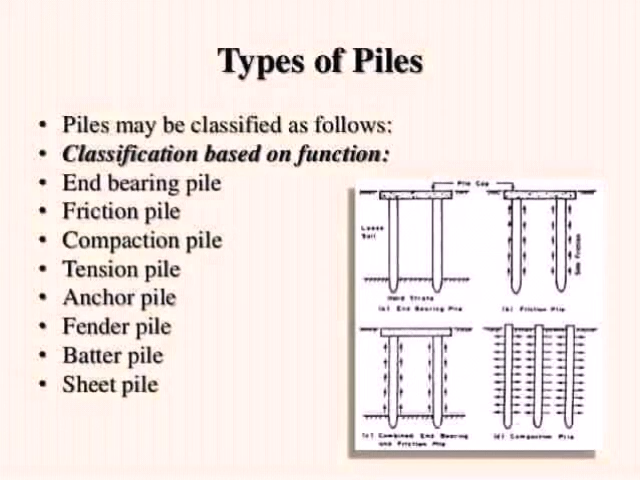 Types of Piles
• Piles may be classified as follows:
• Classification based on function:
• End bearing pile
• Friction pile
• Compaction pile
• Tension pile
• Anchor pile
• Fender pile
• Batter pile
• Sheet pile
Pile Cap
Loose
Soil
Side Friction
Hard Strata
(a) End Bearing Pile
(b) Friction Pile
(c) Combined End Bearing
and Friction Pile
(d) Compaction Pile